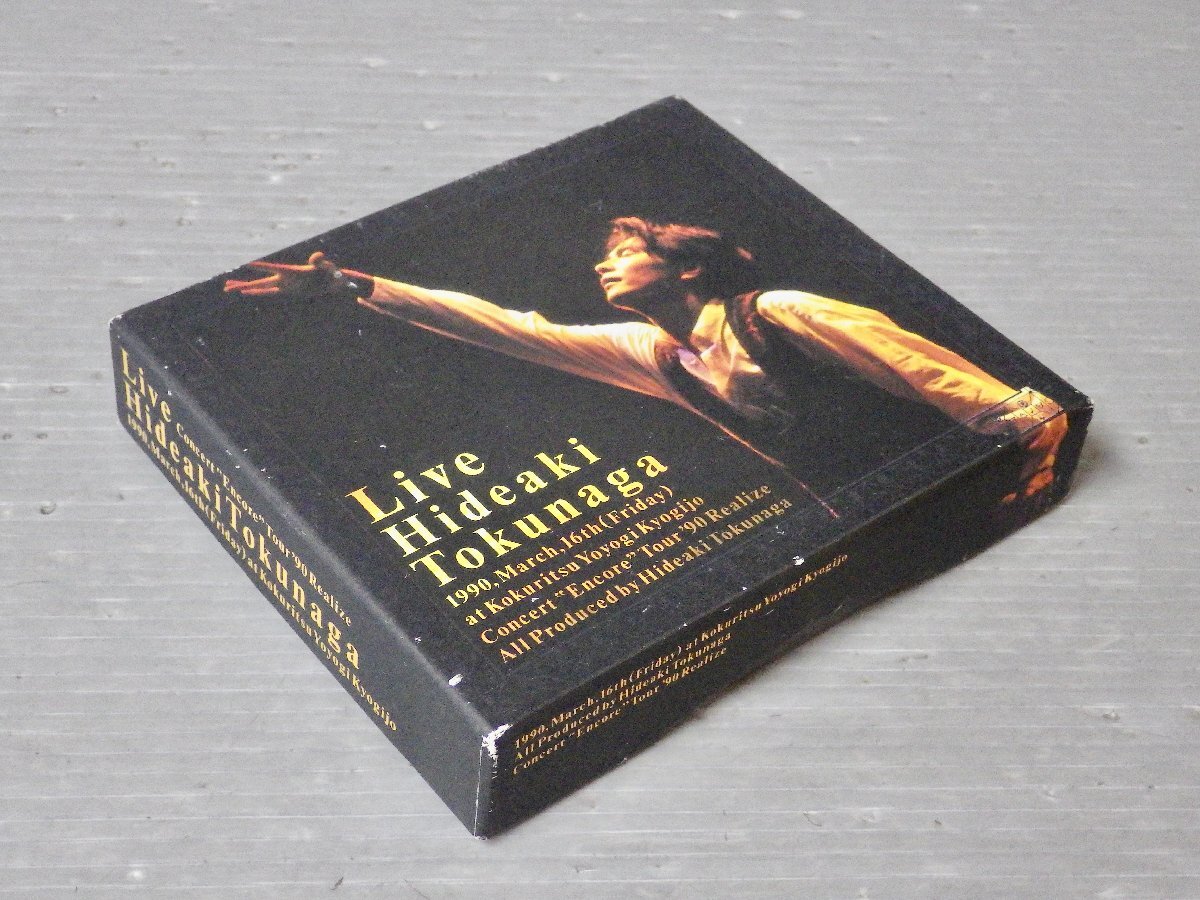 Live
Hideaki
Tokunaga
1990, March, 16th (Friday)
at Kokuritsu Yoyogi Kyogijo
Concert "Encore" Tour '90 Realize
All Produced by Hideaki Tokunaga
Live Concert "Encore" Tour '90 Realize
Hideaki Tokunaga
1990, March, 16th (Friday) at Kokuritsu Yoyogi Kyogijo
1990, March, 16th (Friday) at Kokuritsu Yoyogi Kyogijo
All Produced by Hideaki Tokunaga
Concert "Encore" Tour '90 Realize